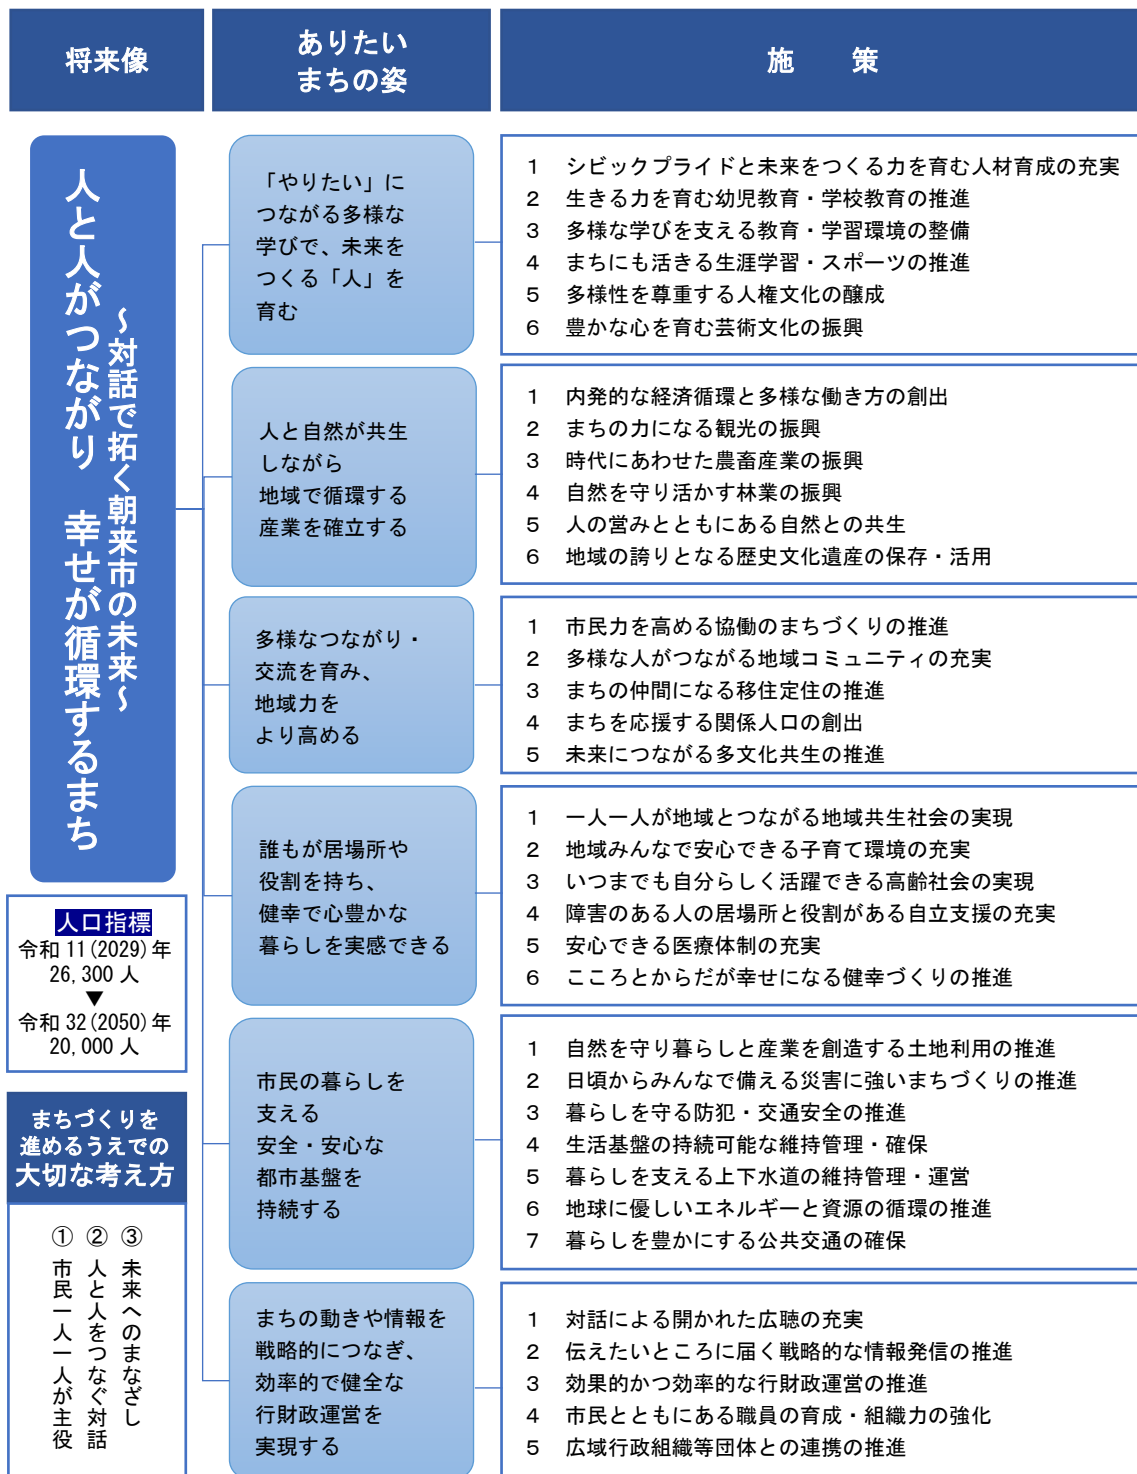 将来像
ありたい
まちの姿
施　策
人と人がつながり　幸せが循環するまち
～対話で拓く朝来市の未来～
人口指標
令和 11(2029)年
26,300 人
▼
令和 32(2050)年
20,000 人
まちづくりを
進めるうえでの
大切な考え方
① 市民一人一人が主役
② 人と人をつなぐ対話
③ 未来へのまなざし
「やりたい」に
つながる多様な
学びで、未来を
つくる「人」を
育む
1　シビックプライドと未来をつくる力を育む人材育成の充実
2　生きる力を育む幼児教育・学校教育の推進
3　多様な学びを支える教育・学習環境の整備
4　まちにも活きる生涯学習・スポーツの推進
5　多様性を尊重する人権文化の醸成
6　豊かな心を育む芸術文化の振興
人と自然が共生
しながら
地域で循環する
産業を確立する
1　内発的な経済循環と多様な働き方の創出
2　まちの力になる観光の振興
3　時代にあわせた農畜産業の振興
4　自然を守り活かす林業の振興
5　人の営みとともにある自然との共生
6　地域の誇りとなる歴史文化遺産の保存・活用
多様なつながり・
交流を育み、
地域力を
より高める
1　市民力を高める協働のまちづくりの推進
2　多様な人がつながる地域コミュニティの充実
3　まちの仲間になる移住定住の推進
4　まちを応援する関係人口の創出
5　未来につながる多文化共生の推進
誰もが居場所や
役割を持ち、
健幸で心豊かな
暮らしを実感できる
1　一人一人が地域とつながる地域共生社会の実現
2　地域みんなで安心できる子育て環境の充実
3　いつまでも自分らしく活躍できる高齢社会の実現
4　障害のある人の居場所と役割がある自立支援の充実
5　安心できる医療体制の充実
6　こころとからだが幸せになる健幸づくりの推進
市民の暮らしを
支える
安全・安心な
都市基盤を
持続する
1　自然を守り暮らしと産業を創造する土地利用の推進
2　日頃からみんなで備える災害に強いまちづくりの推進
3　暮らしを守る防犯・交通安全の推進
4　生活基盤の持続可能な維持管理・確保
5　暮らしを支える上下水道の維持管理・運営
6　地球に優しいエネルギーと資源の循環の推進
7　暮らしを豊かにする公共交通の確保
まちの動きや情報を
戦略的につなぎ、
効率的で健全な
行財政運営を
実現する
1　対話による開かれた広聴の充実
2　伝えたいところに届く戦略的な情報発信の推進
3　効果的かつ効率的な行財政運営の推進
4　市民とともにある職員の育成・組織力の強化
5　広域行政組織等団体との連携の推進